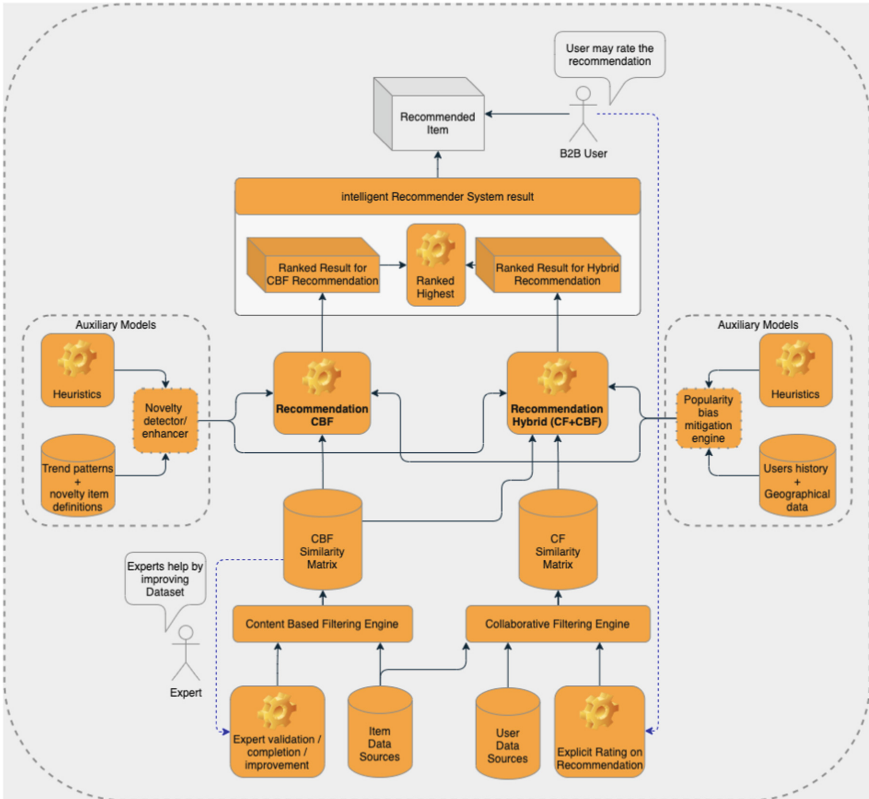 User may rate the
recommendation
Recommended
Item
B2B User
intelligent Recommender System result
Ranked Result for
CBF Recommendation
Ranked
Highest
Ranked Result for Hybrid
Recommendation
Auxiliary Models
Heuristics
Novelty
detector/
enhancer
Trend patterns
+
novelty item
definitions
Recommendation
CBF
Recommendation
Hybrid (CF+CBF)
Auxiliary Models
Heuristics
Popularity
bias
mitigation
engine
Users history
+
Geographical
data
CBF
Similarity
Matrix
CF
Similarity
Matrix
Experts help by
improving
Dataset
Expert
Content Based Filtering Engine
Collaborative Filtering Engine
Expert validation /
completion /
improvement
Item
Data
Sources
User
Data
Sources
Explicit Rating on
Recommendation